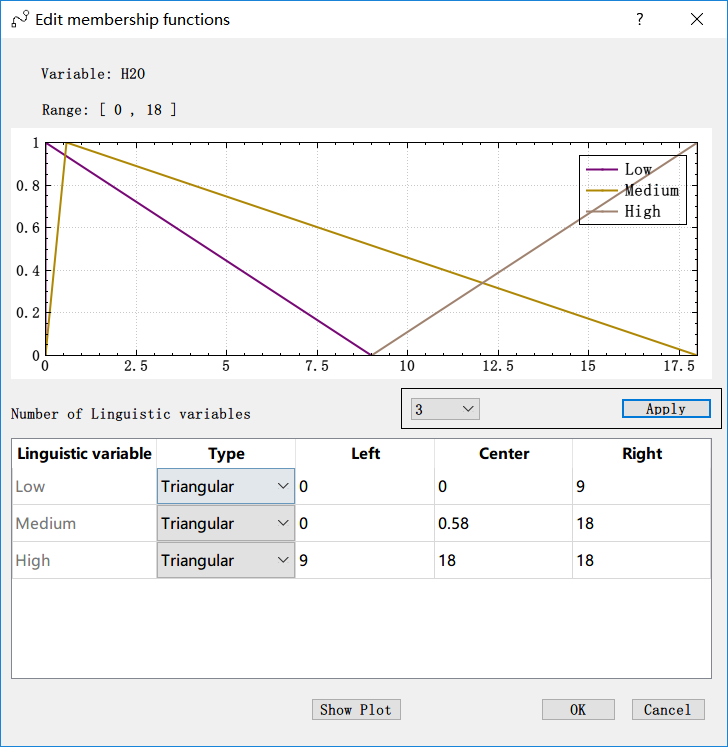 Edit membership functions ?
Variable: H2O
Range: [ 0 , 18 ]
1
0.8
0.6
0.4
0.2
0
Low
Medium
High
0 2.5 5 7.5 10 12.5 15 17.5
Number of Linguistic variables 3 Apply
Linguistic variable Type Left Center Right
Low Triangular 0 0 9
Medium Triangular 0 0.58 18
High Triangular 9 18 18
Show Plot OK Cancel